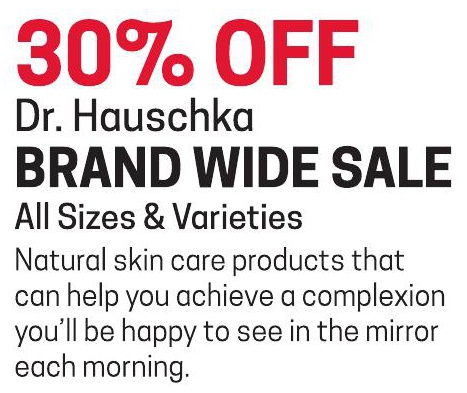 30% OFF
Dr. Hauschka
BRAND WIDE SALE
All Sizes & Varieties
Natural skin care products that
can help you achieve a complexion
you'll be happy to see in the mirror
each morning.